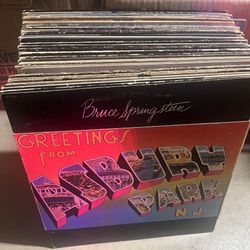 Bruce Springsteen
GREETINGS
FROM
ASBURY
PARK
N.J.